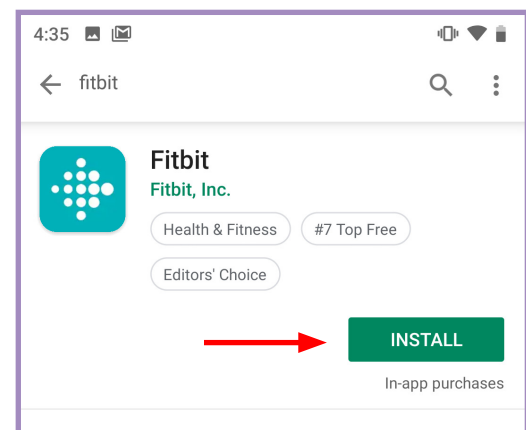 4:35
fitbit
Fitbit
Fitbit, Inc.
Health & Fitness #7 Top Free
Editors' Choice
INSTALL
In-app purchases